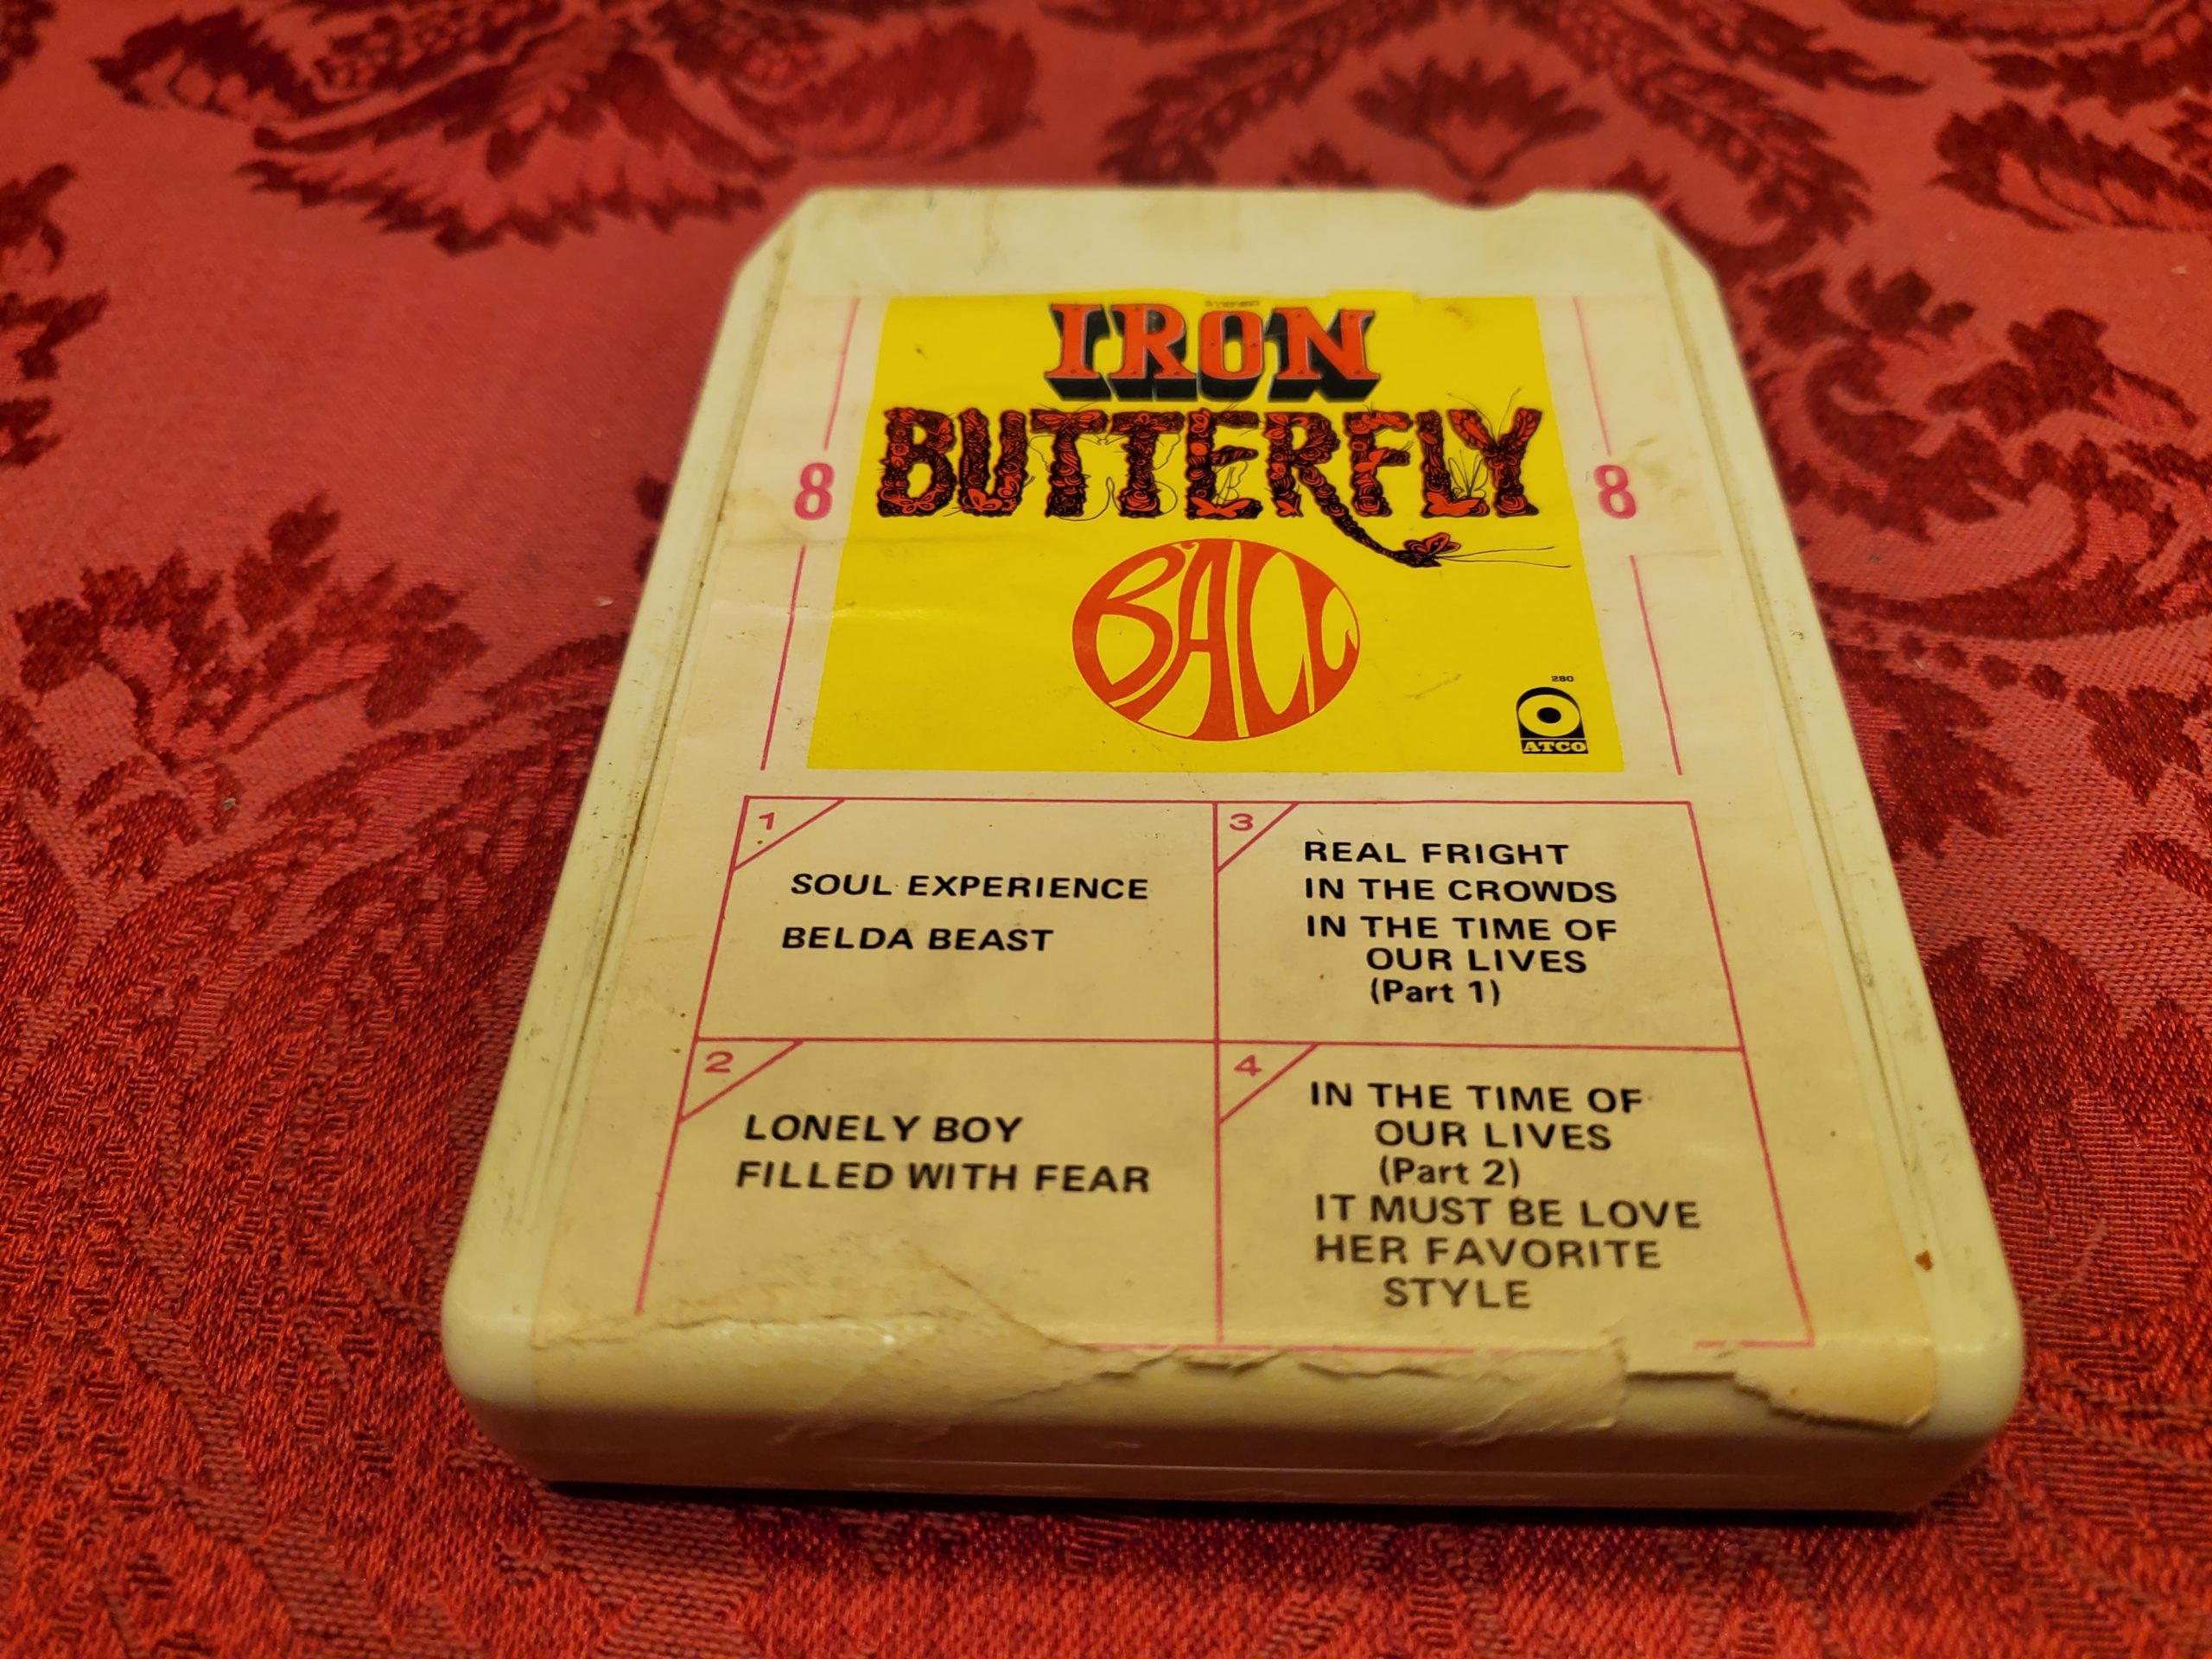 STEREO
IRON
BUTTERFLY
8
8
BALL
280
ATCO
1
SOUL EXPERIENCE
BELDA BEAST
2
LONELY BOY
FILLED WITH FEAR
3
REAL FRIGHT
IN THE CROWDS
IN THE TIME OF
OUR LIVES
(Part 1)
4
IN THE TIME OF
OUR LIVES
(Part 2)
IT MUST BE LOVE
HER FAVORITE
STYLE